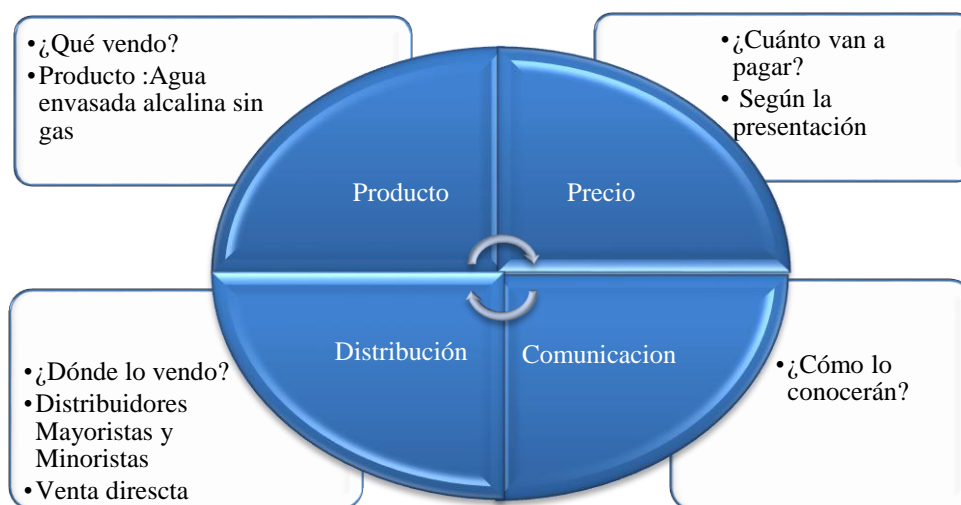 •¿Qué vendo?
•Producto :Agua
envasada alcalina sin
gas
•¿Cuánto van a
pagar?
• Según la
presentación
Producto
Precio
Distribución
Comunicacion
•¿Dónde lo vendo?
•Distribuidores
Mayoristas y
Minoristas
•Venta direscta
•¿Cómo lo
conocerán?